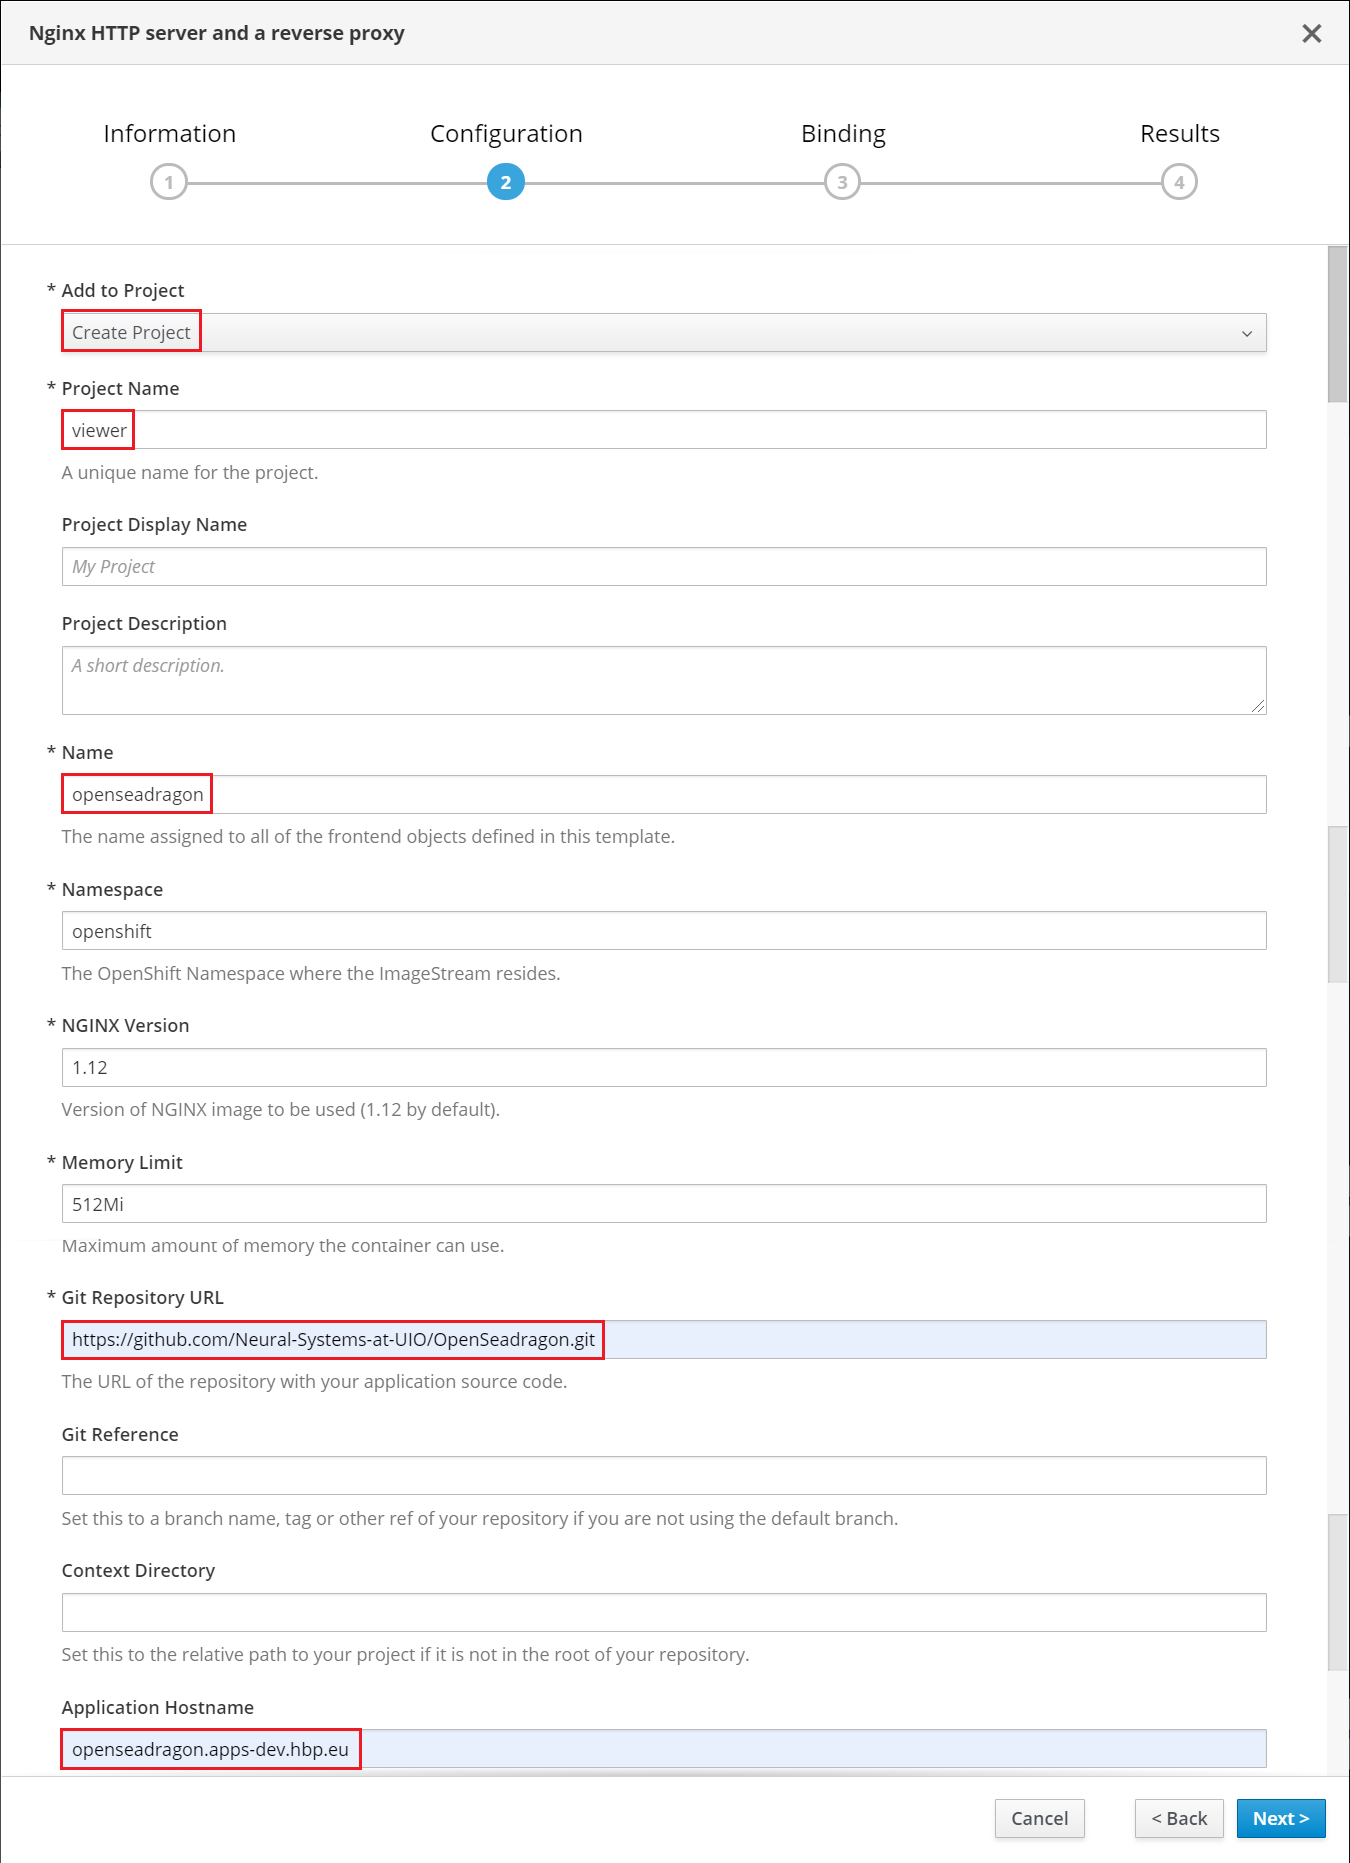 Nginx HTTP server and a reverse proxy
Information Configuration Binding Results
1 2 3 4
* Add to Project
Create Project
* Project Name
viewer
A unique name for the project.
Project Display Name
My Project
Project Description
A short description.
* Name
openseadragon
The name assigned to all of the frontend objects defined in this template.
* Namespace
openshift
The OpenShift Namespace where the ImageStream resides.
* NGINX Version
1.12
Version of NGINX image to be used (1.12 by default).
* Memory Limit
512Mi
Maximum amount of memory the container can use.
* Git Repository URL
https://github.com/Neural-Systems-at-UIO/OpenSeadragon.git
The URL of the repository with your application source code.
Git Reference
Set this to a branch name, tag or other ref of your repository if you are not using the default branch.
Context Directory
Set this to the relative path to your project if it is not in the root of your repository.
Application Hostname
openseadragon.apps-dev.hbp.eu
Cancel < Back Next >